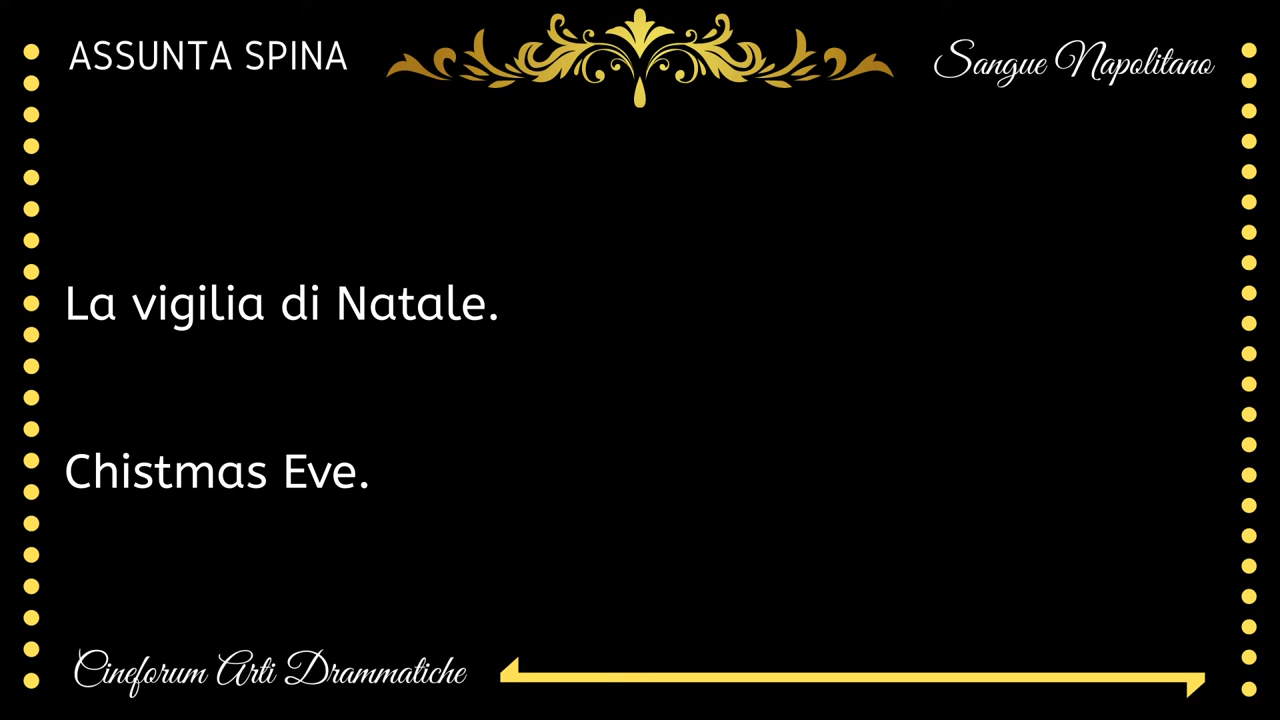 ASSUNTA SPINA
Sangue Napolitano
La vigilia di Natale.
Chistmas Eve.
Cineforum Arti Drammatiche